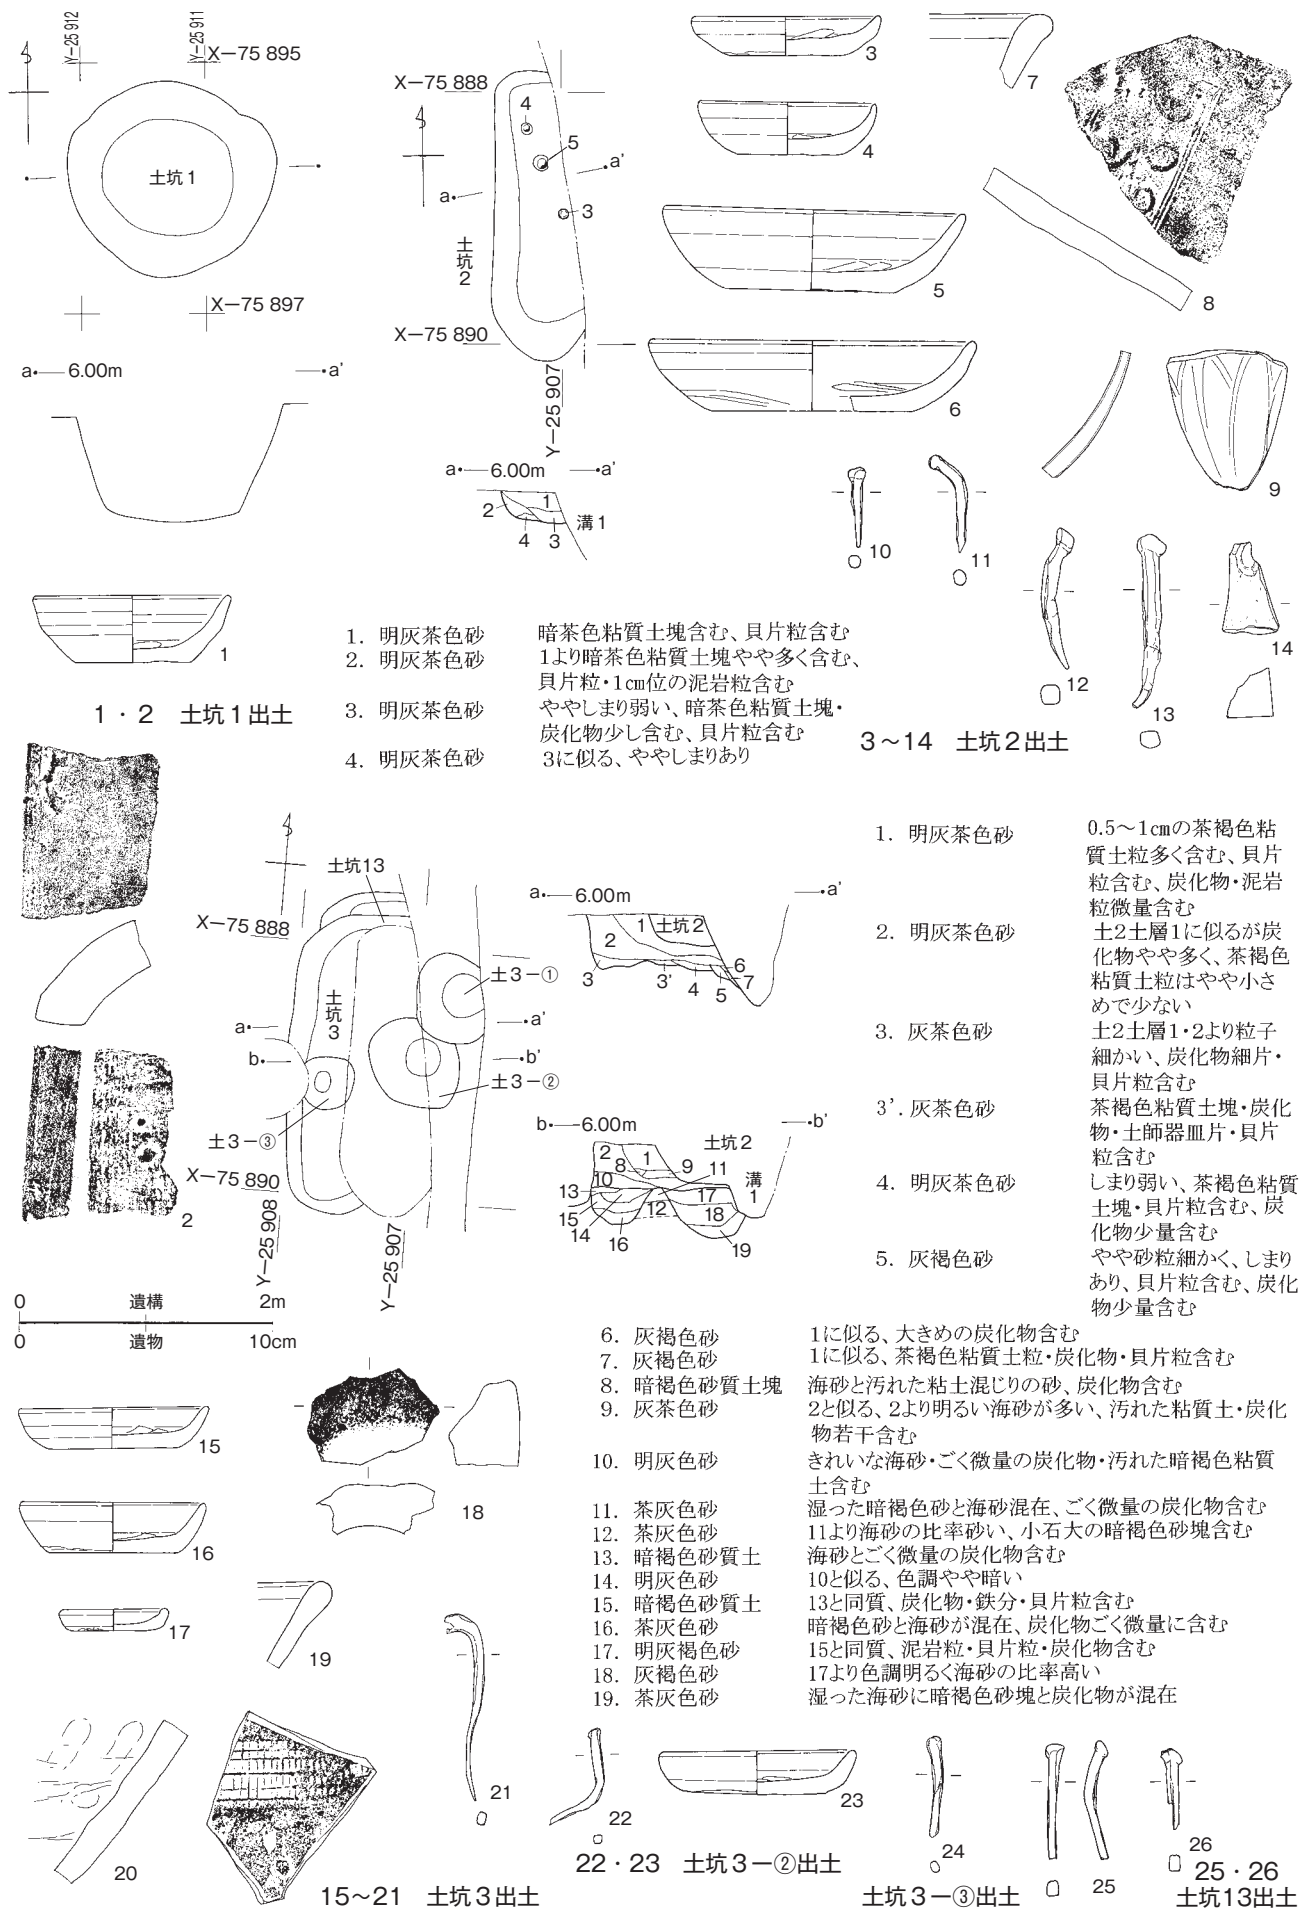 Y−25 912
Y−25 911
X−75 895
土坑1
X−75 897
a
6.00m
a'
1
1・2　土坑1出土
X−75 888
4
5
a'
a
3
土坑2
X−75 890
Y−25 907
a
6.00m
a'
1
2
4
3
溝1
3
4
5
6
7
8
9
10
11
12
13
14
3〜14　土坑2出土
1. 明灰茶色砂　暗茶色粘質土塊含む、貝片粒含む
2. 明灰茶色砂　1より暗茶色粘質土塊やや多く含む、
貝片粒・1㎝位の泥岩粒含む
3. 明灰茶色砂　ややしまり弱い、暗茶色粘質土塊・
炭化物少し含む、貝片粒含む
4. 明灰茶色砂　3に似る、ややしまりあり
2
土坑13
X−75 888
土3−①
土坑3
a
a'
b
b'
土3−②
土3−③
X−75 890
Y−25 908
Y−25 907
a
6.00m
a'
1
土坑2
2
3
3'
4
5
6
7
b
6.00m
b'
土坑2
2
1
8
9
11
10
13
17
溝1
15
12
18
14
16
19
1. 明灰茶色砂　0.5〜1㎝の茶褐色粘
質土粒多く含む、貝片
粒含む、炭化物・泥岩
粒微量含む
2. 明灰茶色砂　土2土層1に似るが炭
化物やや多く、茶褐色
粘質土粒はやや小さ
めで少ない
3. 灰茶色砂　土2土層1・2より粒子
細かい、炭化物細片・
貝片粒含む
3'. 灰茶色砂　茶褐色粘質土塊・炭化
物・土師器皿片・貝片
粒含む
4. 明灰茶色砂　しまり弱い、茶褐色粘質
土塊・貝片粒含む、炭
化物少量含む
5. 灰褐色砂　やや砂粒細かく、しまり
あり、貝片粒含む、炭化
物少量含む
6. 灰褐色砂　1に似る、大きめの炭化物含む
7. 灰褐色砂　1に似る、茶褐色粘質土粒・炭化物・貝片粒含む
8. 暗褐色砂質土塊　海砂と汚れた粘土混じりの砂、炭化物含む
9. 灰茶色砂　2と似る、2より明るい海砂が多い、汚れた粘質土・炭化
物若干含む
10. 明灰色砂　きれいな海砂・ごく微量の炭化物・汚れた暗褐色粘質
土含む
11. 茶灰色砂　湿った暗褐色砂と海砂混在、ごく微量の炭化物含む
12. 茶灰色砂　11より海砂の比率砂い、小石大の暗褐色砂塊含む
13. 暗褐色砂質土　海砂とごく微量の炭化物含む
14. 明灰色砂　10と似る、色調やや暗い
15. 暗褐色砂質土　13と同質、炭化物・鉄分・貝片粒含む
16. 茶灰色砂　暗褐色砂と海砂が混在、炭化物ごく微量に含む
17. 明灰褐色砂　15と同質、泥岩粒・貝片粒・炭化物含む
18. 灰褐色砂　17より色調明るく海砂の比率高い
19. 茶灰色砂　湿った海砂に暗褐色砂塊と炭化物が混在
0　遺構　2m
0　遺物　10cm
15
16
17
18
19
20
21
15〜21　土坑3出土
22
23
22・23　土坑3−②出土
24
土坑3−③出土
25
26
25・26
土坑13出土